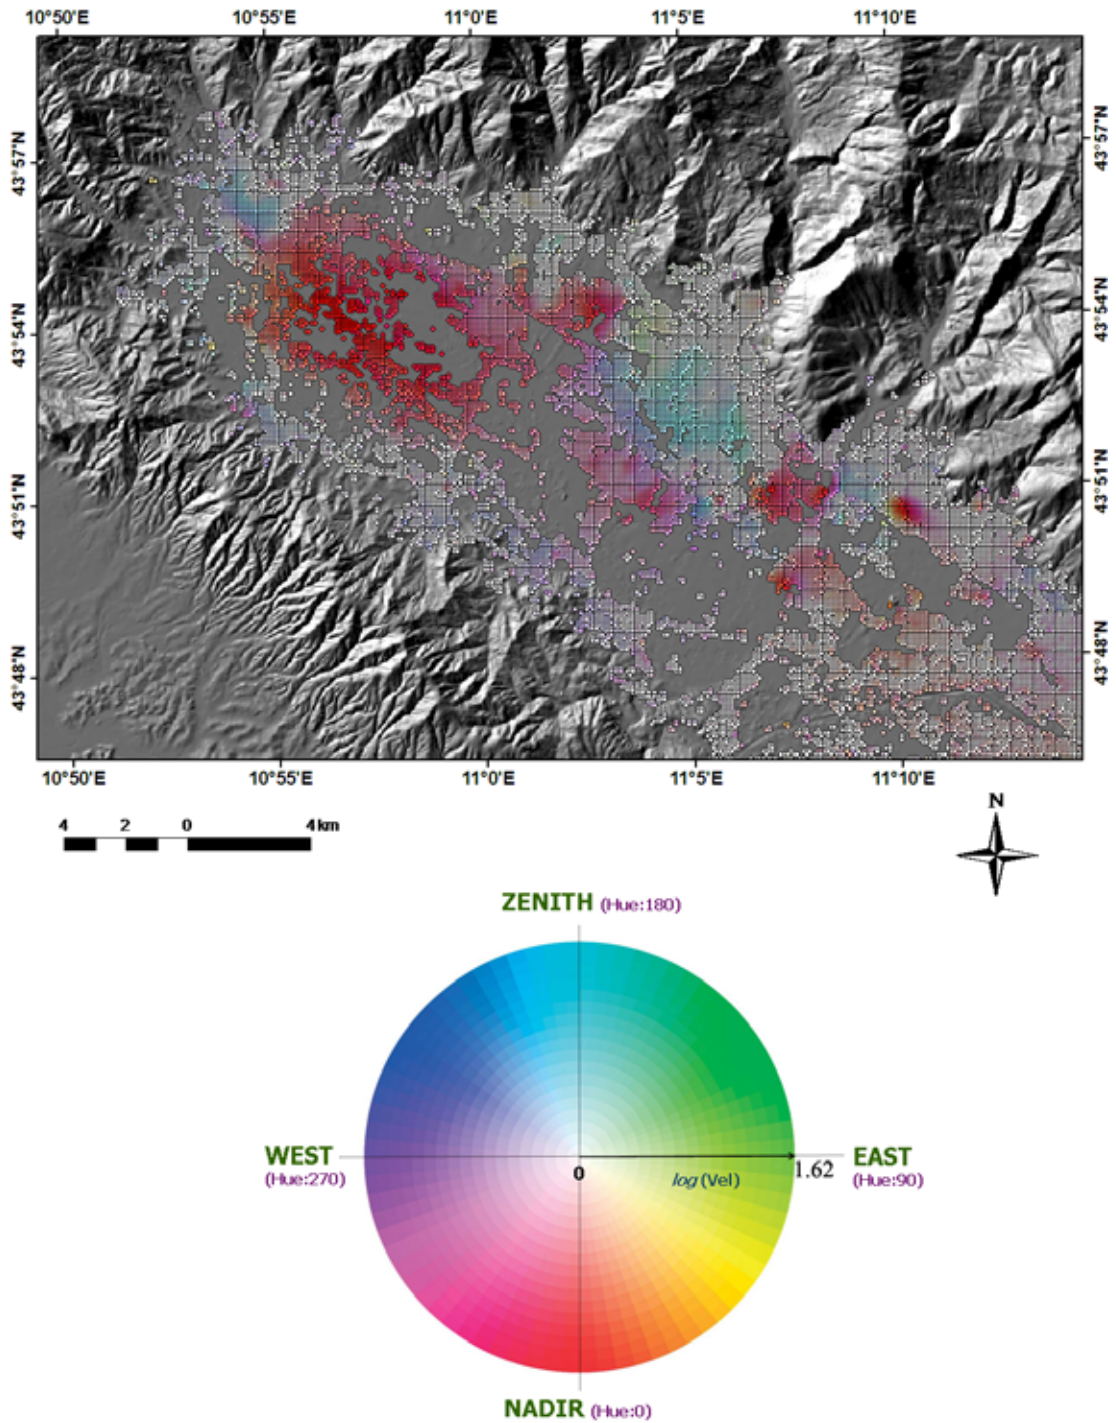 10°50'E 10°55'E 11°0'E 11°5'E 11°10'E
43°57'N 43°57'N
43°54'N 43°54'N
43°51'N 43°51'N
43°48'N 43°48'N
10°50'E 10°55'E 11°0'E 11°5'E 11°10'E
4 2 0 4km
N
ZENITH (Hue:180)
WEST
(Hue:270)
0
log(Vel)
1.62
EAST
(Hue:90)
NADIR (Hue:0)